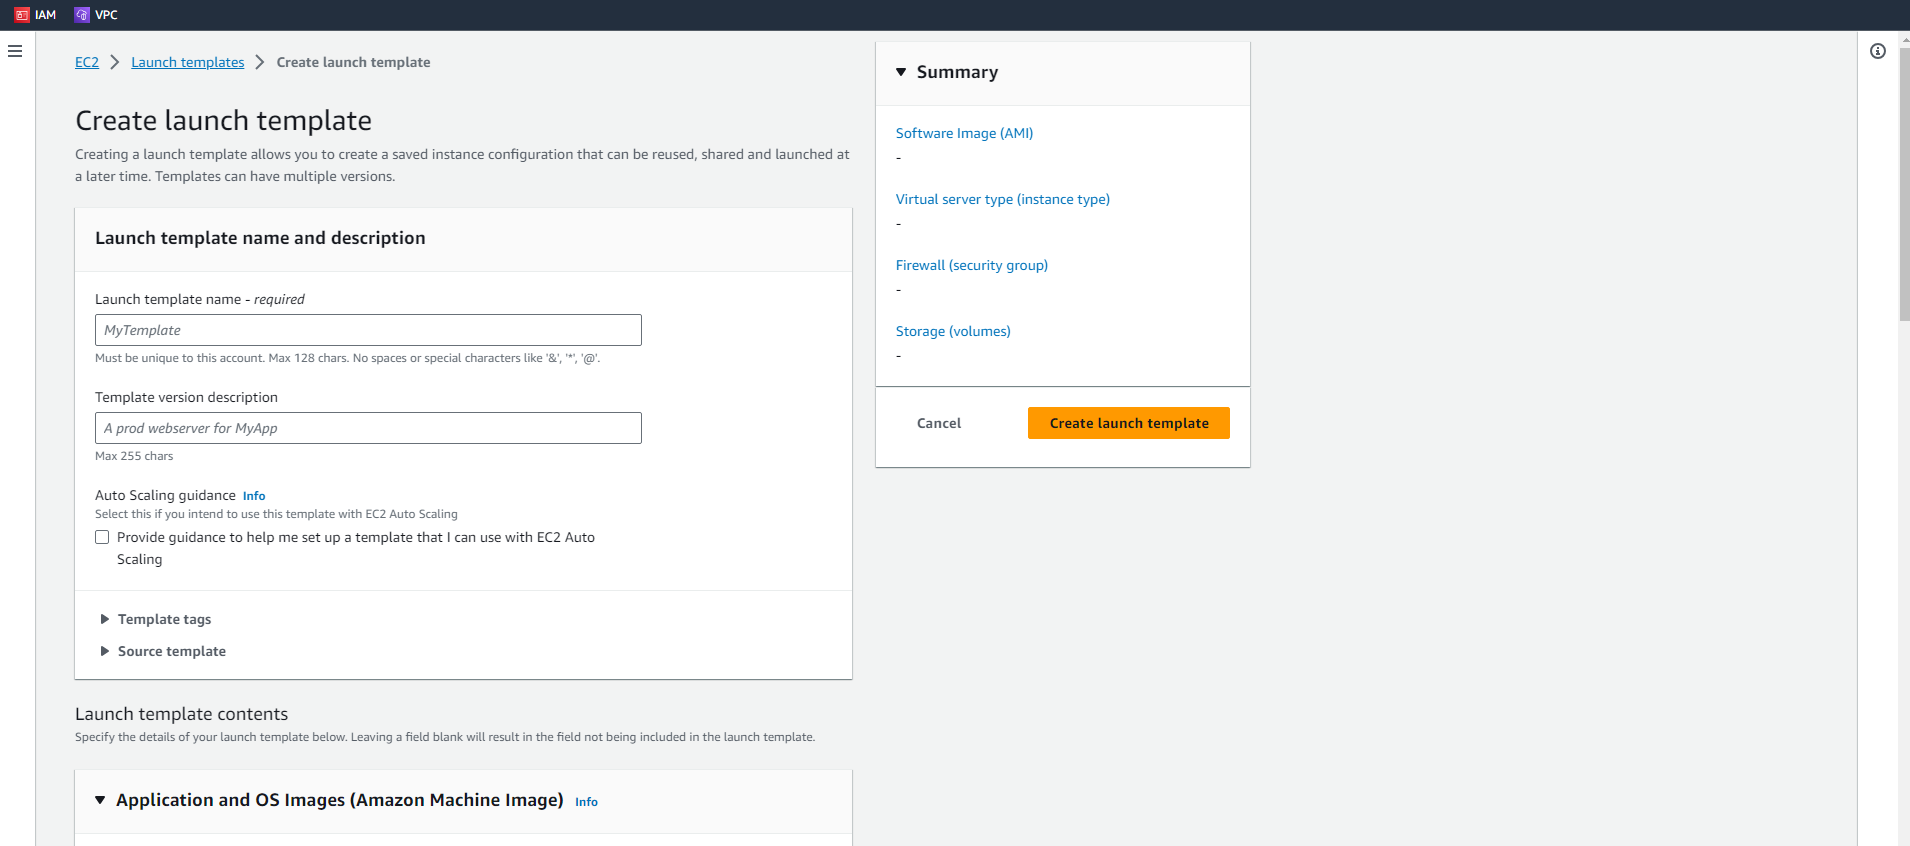 IAM VPC
EC2 Launch templates Create launch template
Create launch template
Creating a launch template allows you to create a saved instance configuration that can be reused, shared and launched at
a later time. Templates can have multiple versions.
Launch template name and description
Launch template name - required
MyTemplate
Must be unique to this account. Max 128 chars. No spaces or special characters like '&', '*', '@'.
Template version description
A prod webserver for MyApp
Max 255 chars
Auto Scaling guidance Info
Select this if you intend to use this template with EC2 Auto Scaling
Provide guidance to help me set up a template that I can use with EC2 Auto
Scaling
Template tags
Source template
Launch template contents
Specify the details of your launch template below. Leaving a field blank will result in the field not being included in the launch template.
Application and OS Images (Amazon Machine Image) Info
Summary
Software Image (AMI)
-
Virtual server type (instance type)
-
Firewall (security group)
-
Storage (volumes)
-
Cancel Create launch template